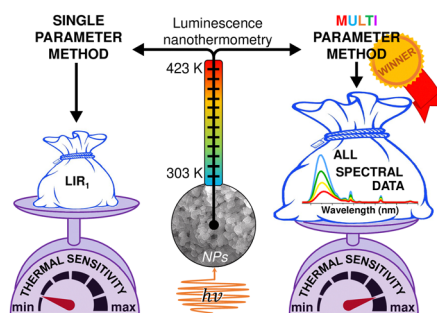 SINGLE
PARAMETER
METHOD
Luminescence
nanothermometry
MULTI
PARAMETER
METHOD
WINNER
423 K
303 K
NPs
hv
LIR1
THERMAL SENSITIVITY
min
max
ALL
SPECTRAL
DATA
Wavelength (nm)
THERMAL SENSITIVITY
min
max